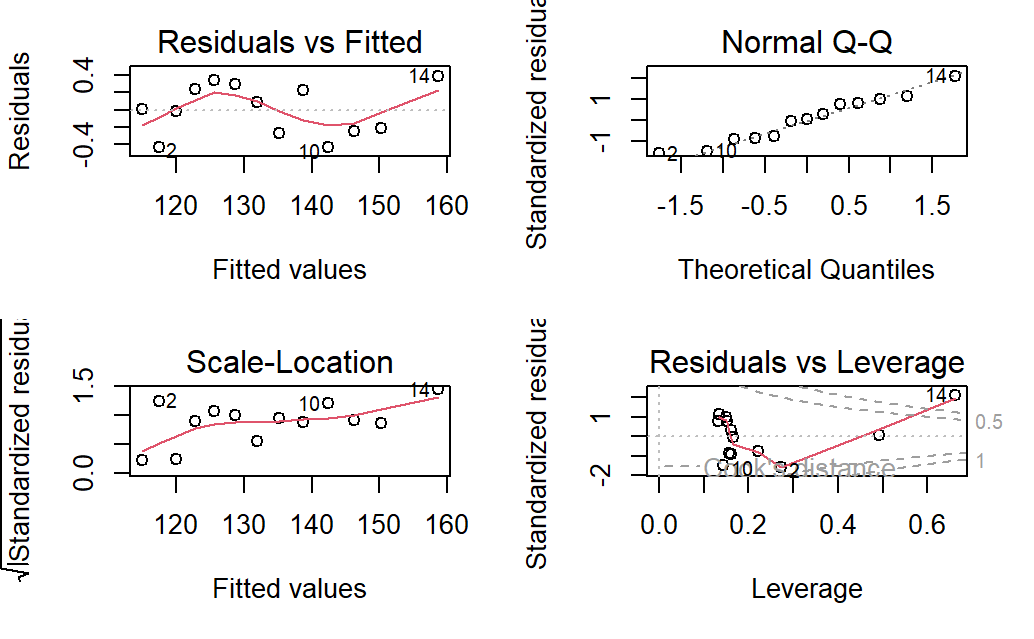 Residuals vs Fitted
Residuals
-0.4 0.4
14
2
10
120 130 140 150 160
Fitted values
Normal Q-Q
Standardized residua
-1 1
14
2
10
-1.5 -0.5 0.5 1.5
Theoretical Quantiles
Scale-Location
√|Standardized residu
0.0 1.5
2
10
14
120 130 140 150 160
Fitted values
Residuals vs Leverage
Standardized residua
-2 1
14
10
2
Cook's distance
0.5
1
0.0 0.2 0.4 0.6
Leverage